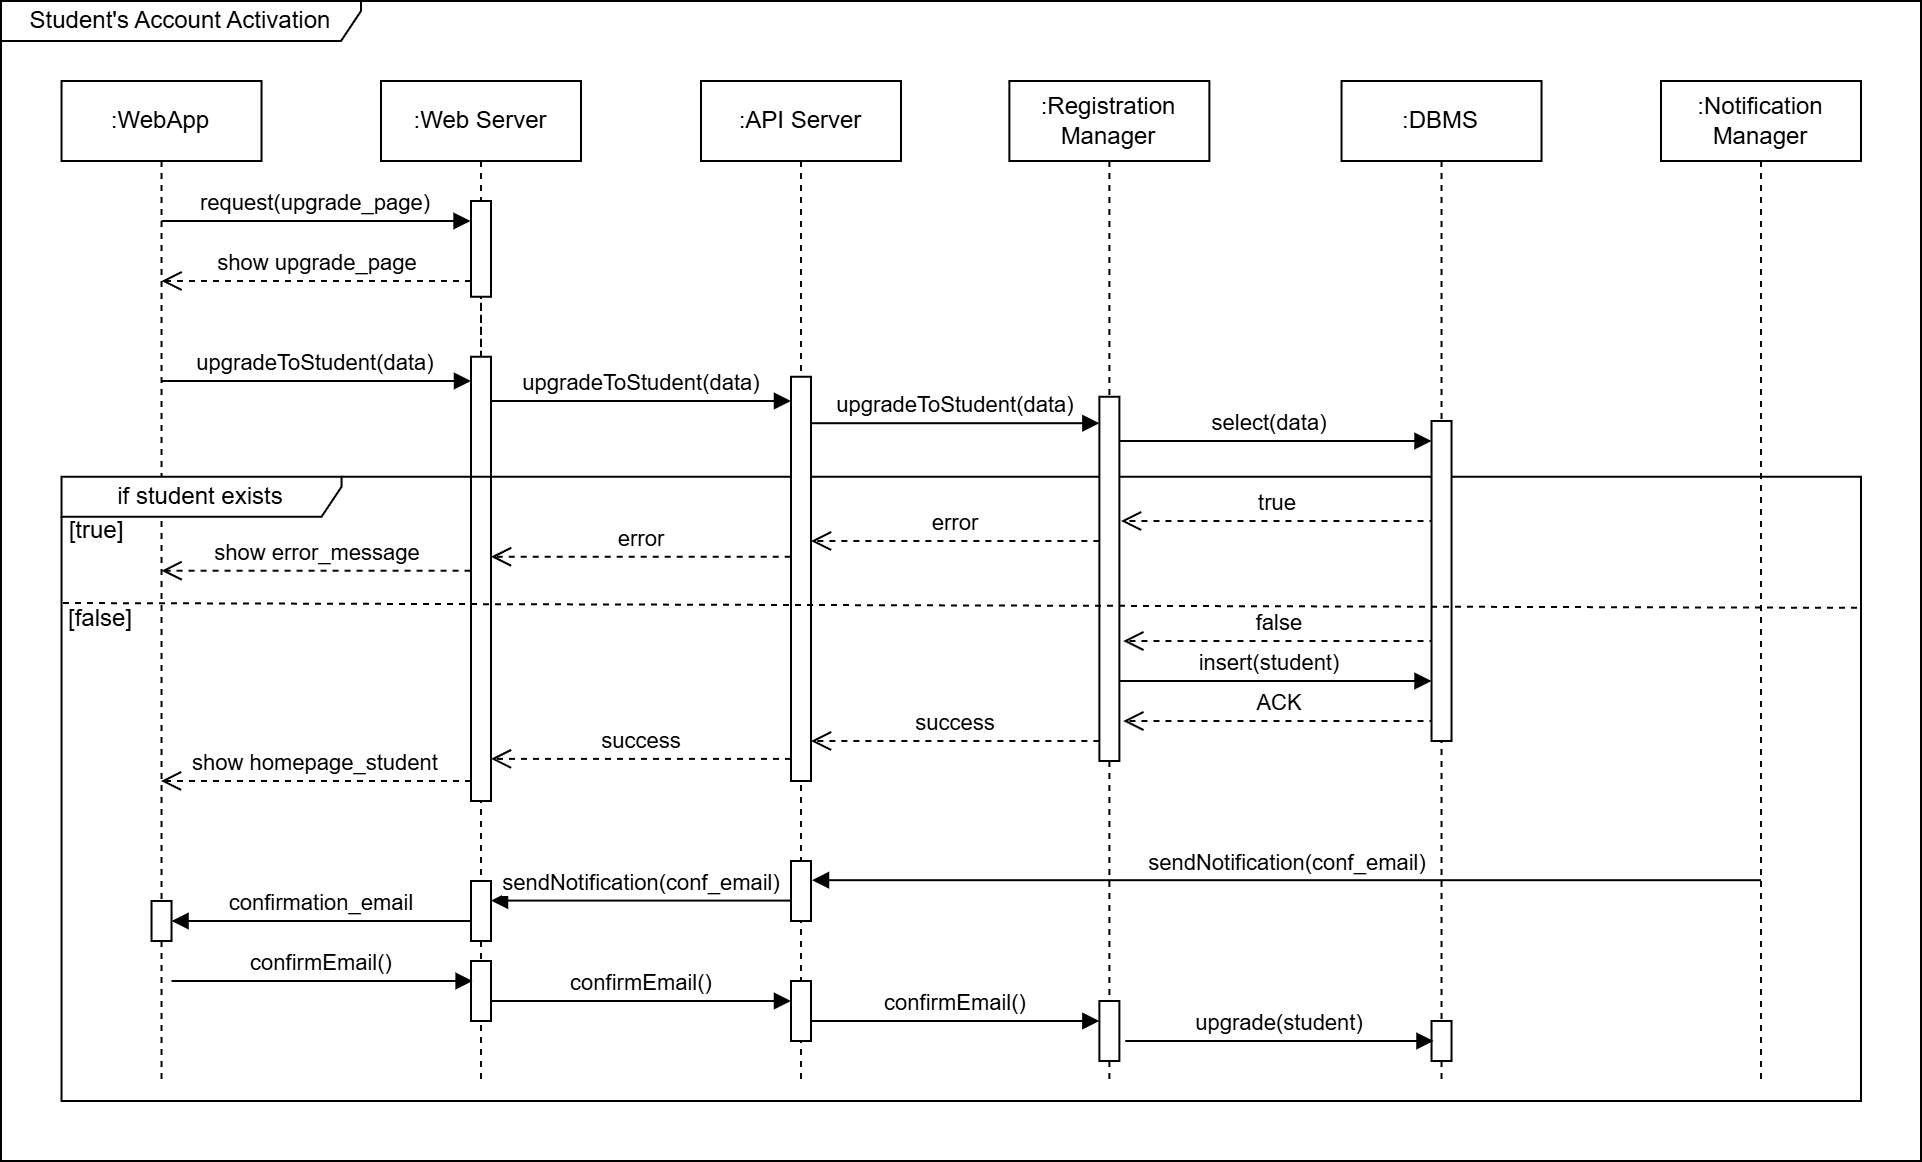 Student's Account Activation
:WebApp
:Web Server
:API Server
:Registration
Manager
:DBMS
:Notification
Manager
request(upgrade_page)
show upgrade_page
upgradeToStudent(data)
upgradeToStudent(data)
upgradeToStudent(data)
select(data)
if student exists
[true]
true
error
error
show error_message
[false]
false
insert(student)
ACK
success
success
show homepage_student
sendNotification(conf_email)
sendNotification(conf_email)
confirmation_email
confirmEmail()
confirmEmail()
confirmEmail()
upgrade(student)